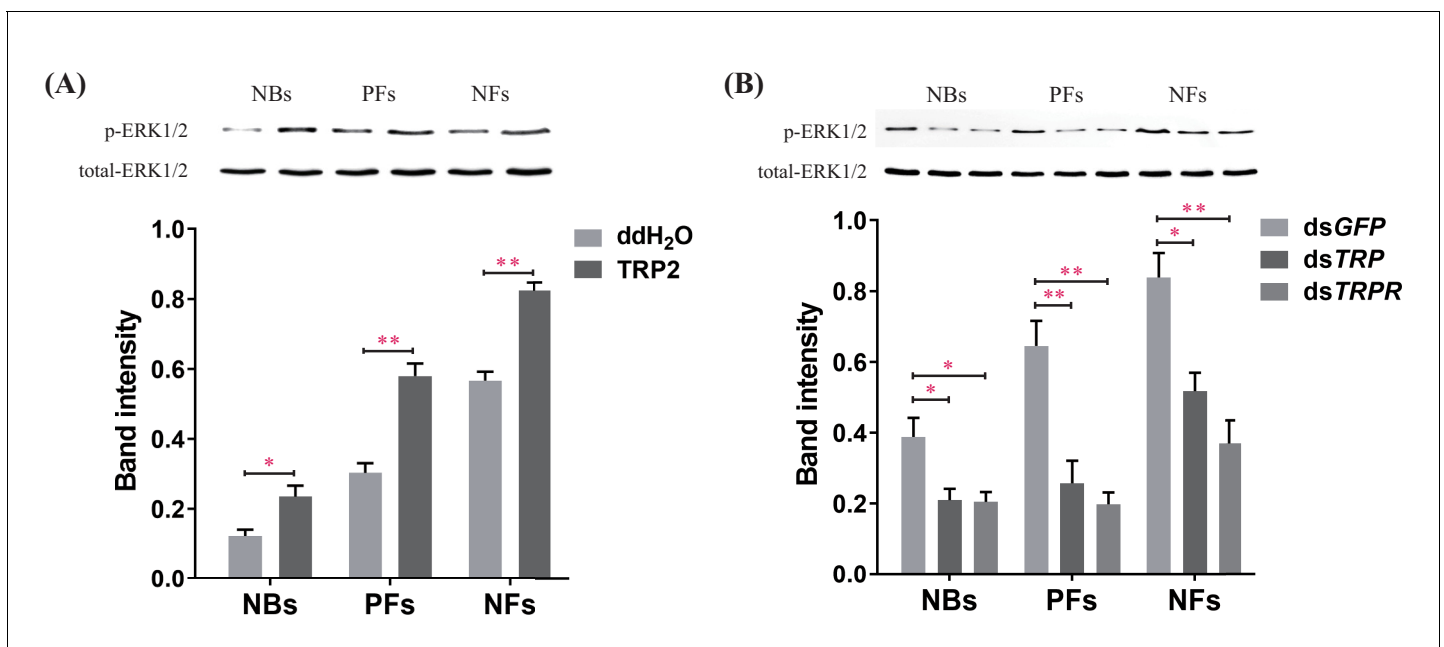 (A)
NBs PFs NFs
p-ERK1/2
total-ERK1/2
Band intensity
1.0
0.8
0.6
0.4
0.2
0.0
*
**
**
NBs PFs NFs
ddH₂O
TRP2
(B)
NBs PFs NFs
p-ERK1/2
total-ERK1/2
Band intensity
1.0
0.8
0.6
0.4
0.2
0.0
*
*
**
**
**
*
NBs PFs NFs
dsGFP
dsTRP
dsTRPR